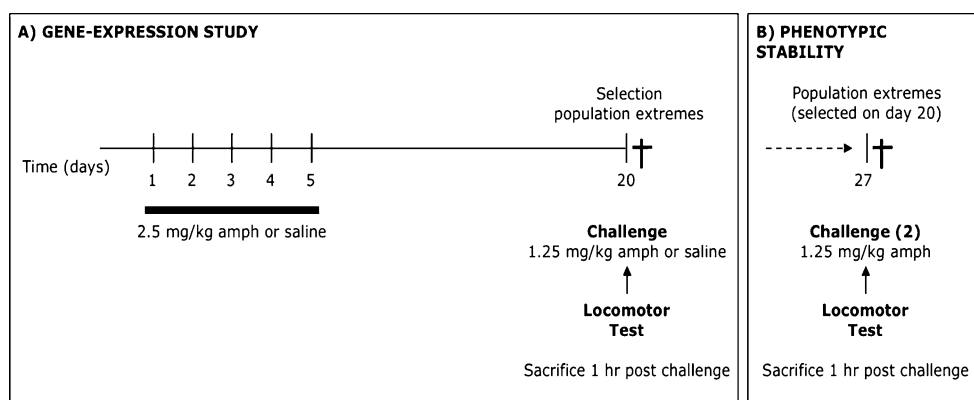 A) GENE-EXPRESSION STUDY
Selection
population extremes
Time (days)
1 2 3 4 5 20
2.5 mg/kg amph or saline
Challenge
1.25 mg/kg amph or saline
Locomotor
Test
Sacrifice 1 hr post challenge
B) PHENOTYPIC
STABILITY
Population extremes
(selected on day 20)
27
Challenge (2)
1.25 mg/kg amph
Locomotor
Test
Sacrifice 1 hr post challenge